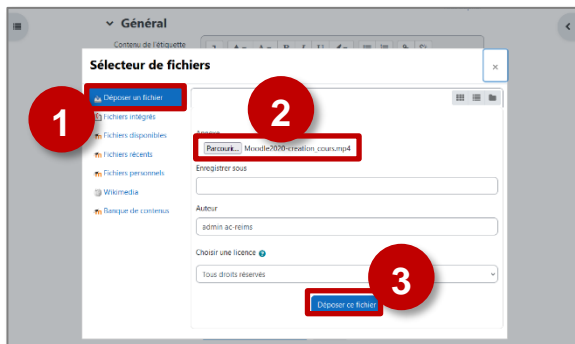 Général
Contenu de l'étiquette
Sélecteur de fichiers
×
Déposer un fichier
Fichiers intégrés
Fichiers disponibles
Fichiers récents
Fichiers personnels
Wikimedia
Banque de contenus
1
2
Parcourir... Moodle2020-creation_cours.mp4
Enregistrer sous
Auteur
admin ac-reims
Choisir une licence
Tous droits réservés
3
Déposer ce fichier